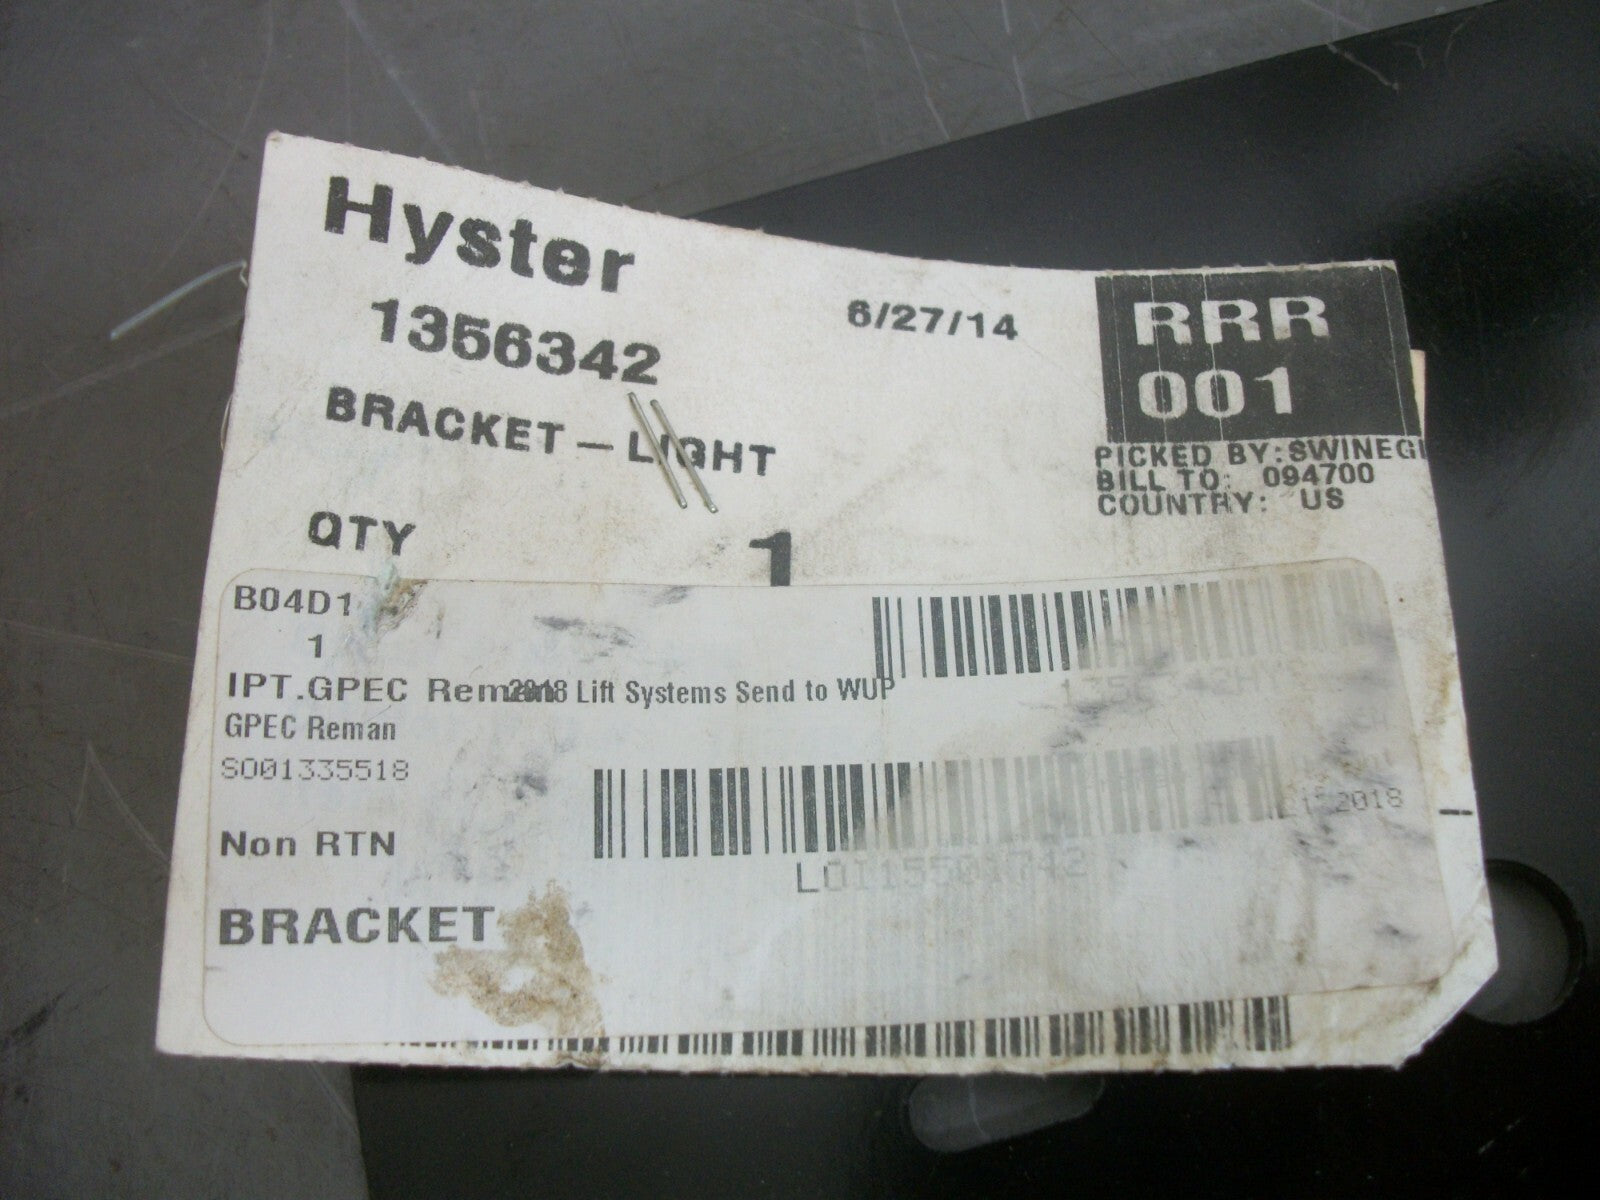 Hyster
1356342
6/27/14
RRR
001
BRACKET - LIGHT
PICKED BY: SWINEGI
BILL TO: 094700
COUNTRY: US
QTY
1
B04D1
1
IPT.GPEC Reman 2018 Lift Systems Send to WUP
GPEC Reman
S001335518
2018
Non RTN
L0115501742
BRACKET